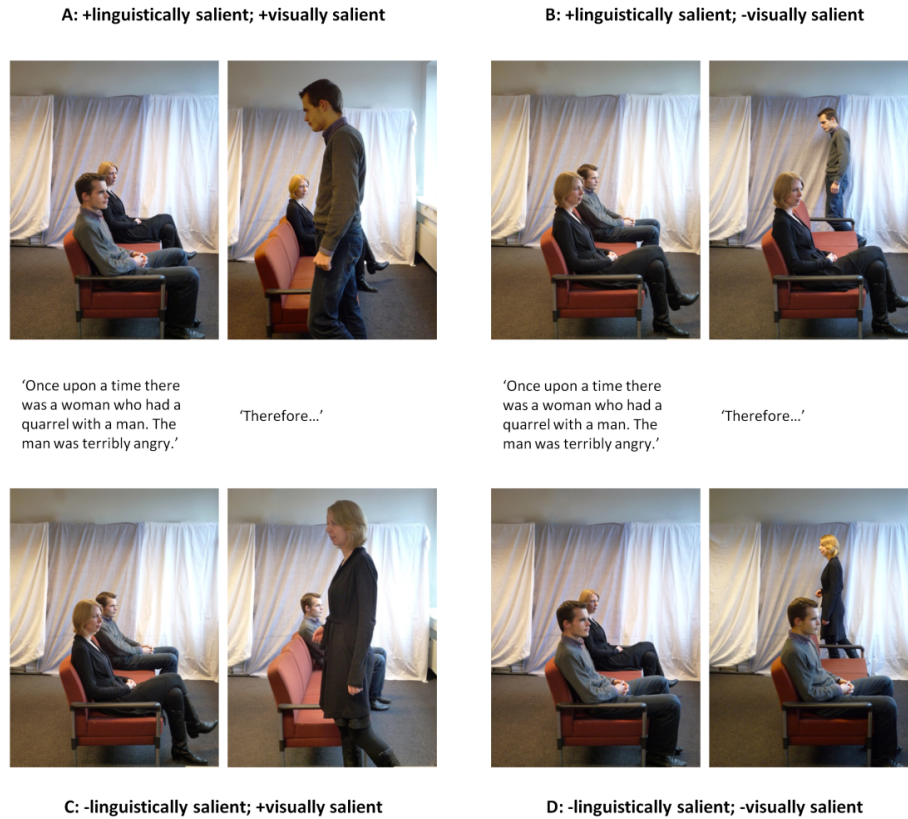 A: +linguistically salient; +visually salient
B: +linguistically salient; -visually salient
‘Once upon a time there
was a woman who had a
quarrel with a man. The
man was terribly angry.’
‘Therefore…’
‘Once upon a time there
was a woman who had a
quarrel with a man. The
man was terribly angry.’
‘Therefore…’
C: -linguistically salient; +visually salient
D: -linguistically salient; -visually salient